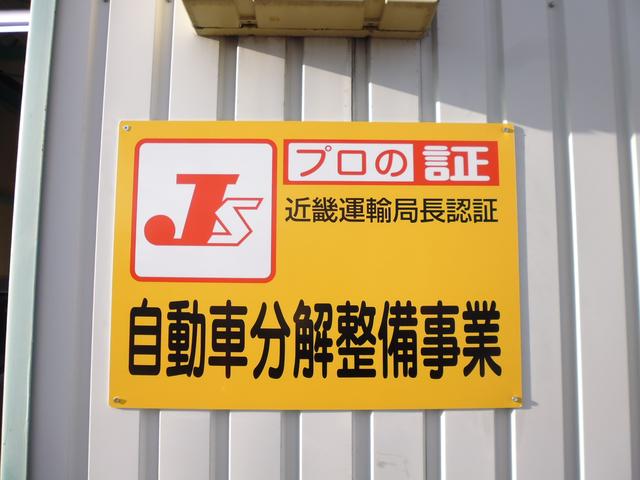 JS
プロの証
近畿運輸局長認証
自動車分解整備事業